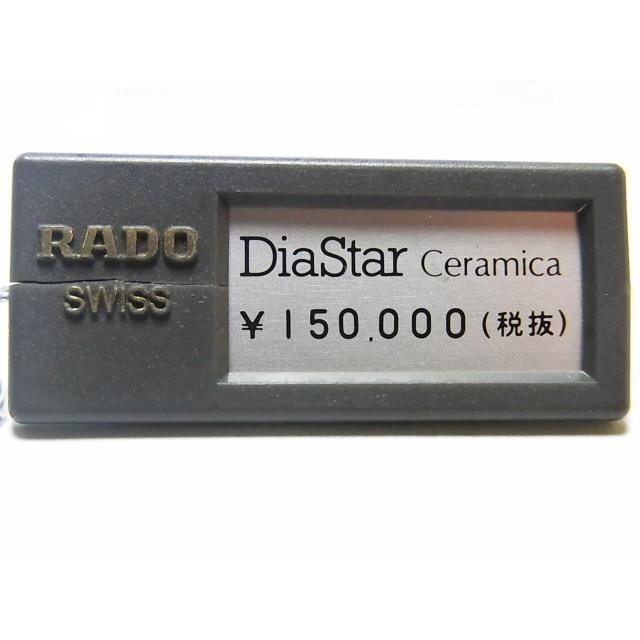 RADO
SWISS
DiaStar Ceramica
¥150.000(税抜)